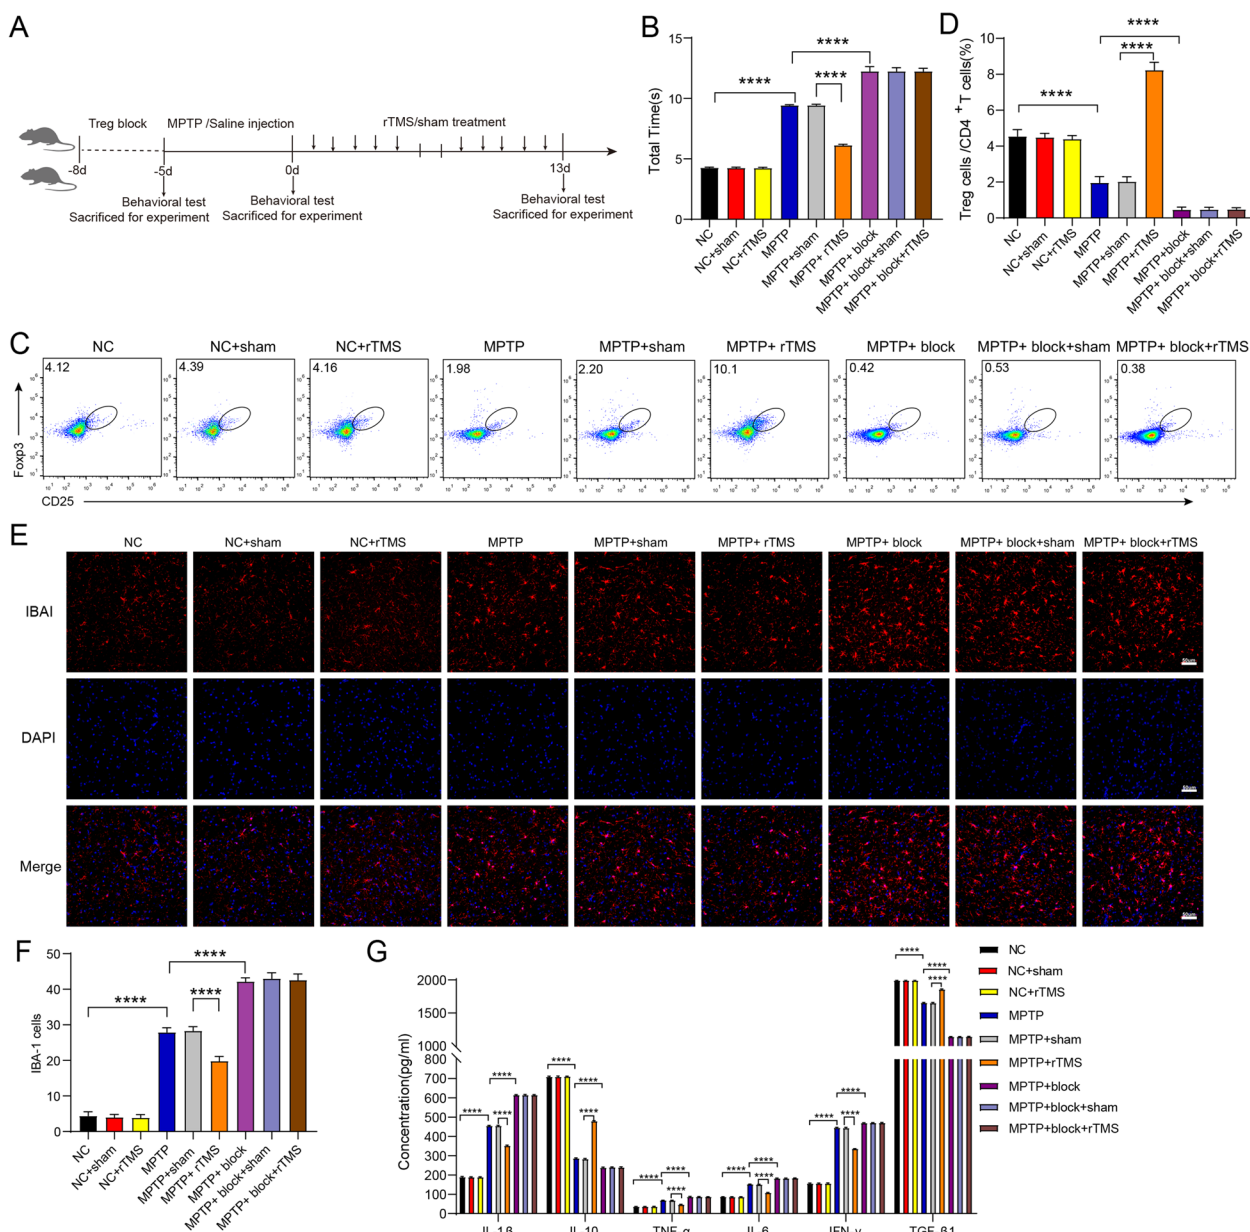 A
Treg block
MPTP /Saline injection
rTMS/sham treatment
-8d
-5d
0d
13d
Behavioral test
Sacrificed for experiment
Behavioral test
Sacrificed for experiment
Behavioral test
Sacrificed for experiment
B
Total Time(s)
15
10
5
0
****
****
****
NC
NC+sham
NC+rTMS
MPTP
MPTP+sham
MPTP+ rTMS
MPTP+ block
MPTP+ block+sham
MPTP+ block+rTMS
D
Treg cells /CD4 + T cells(%)
10
8
6
4
2
0
****
****
****
NC
NC+sham
NC+rTMS
MPTP
MPTP+sham
MPTP+rTMS
MPTP+block
MPTP+ block+sham
MPTP+ block+rTMS
C
NC
NC+sham
NC+rTMS
MPTP
MPTP+sham
MPTP+ rTMS
MPTP+ block
MPTP+ block+sham
MPTP+ block+rTMS
4.12
4.39
4.16
1.98
2.20
10.1
0.42
0.53
0.38
Foxp3
CD25
E
NC
NC+sham
NC+rTMS
MPTP
MPTP+sham
MPTP+ rTMS
MPTP+ block
MPTP+ block+sham
MPTP+ block+rTMS
IBAI
50um
DAPI
50um
Merge
50um
F
IBA-1 cells
50
40
30
20
10
0
****
****
****
NC
NC+sham
NC+rTMS
MPTP
MPTP+sham
MPTP+ rTMS
MPTP+ block
MPTP+ block+sham
MPTP+ block+rTMS
G
Concentration(pg/ml)
2000
1500
1000
800
700
600
500
400
300
200
100
0
**** **** ****
**** **** ****
**** **** ****
**** **** ****
**** **** ****
**** **** ****
NC
NC+sham
NC+rTMS
MPTP
MPTP+sham
MPTP+rTMS
MPTP+block
MPTP+block+sham
MPTP+block+rTMS